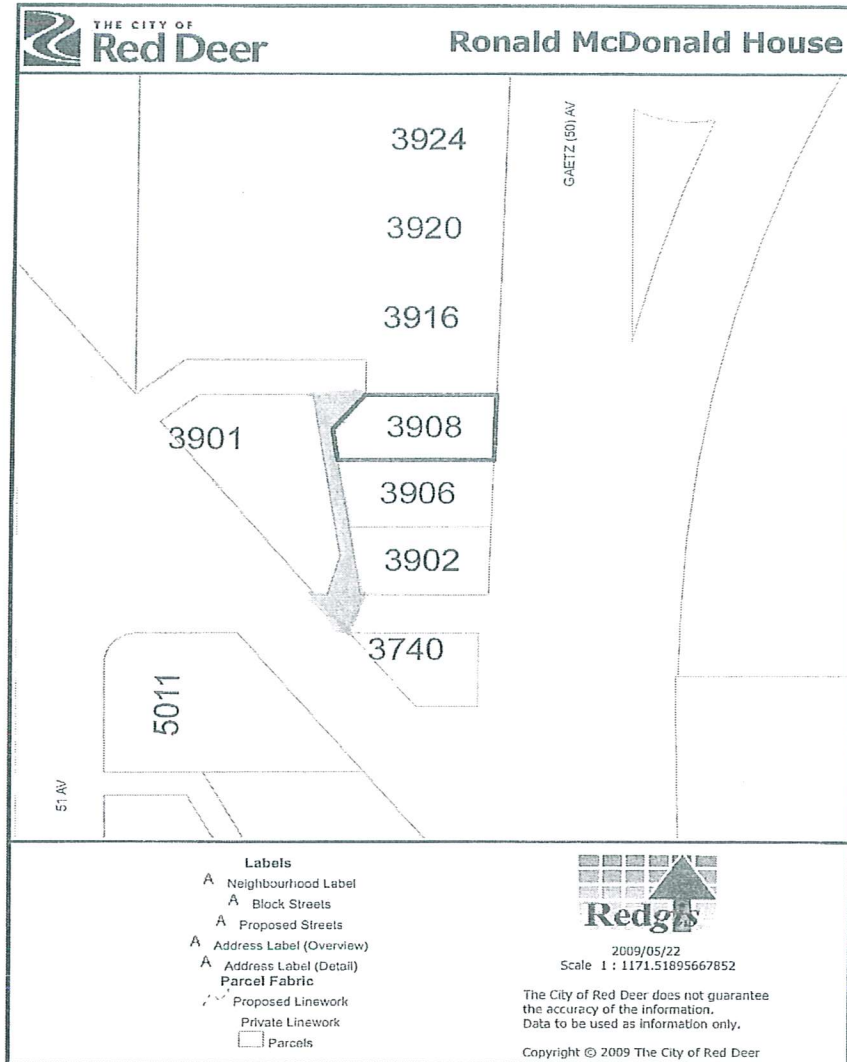 THE CITY OF
Red Deer
Ronald McDonald House
GAETZ (50) AV
3924
3920
3916
3908
3901
3906
3902
3740
5011
51 AV
Labels
A Neighbourhood Label
A Block Streets
A Proposed Streets
A Address Label (Overview)
A Address Label (Detail)
Parcel Fabric
Proposed Linework
Private Linework
Parcels
Redgis
2009/05/22
Scale 1 : 1171.51895667852
The City of Red Deer does not guarantee
the accuracy of the information.
Data to be used as information only.
Copyright © 2009 The City of Red Deer